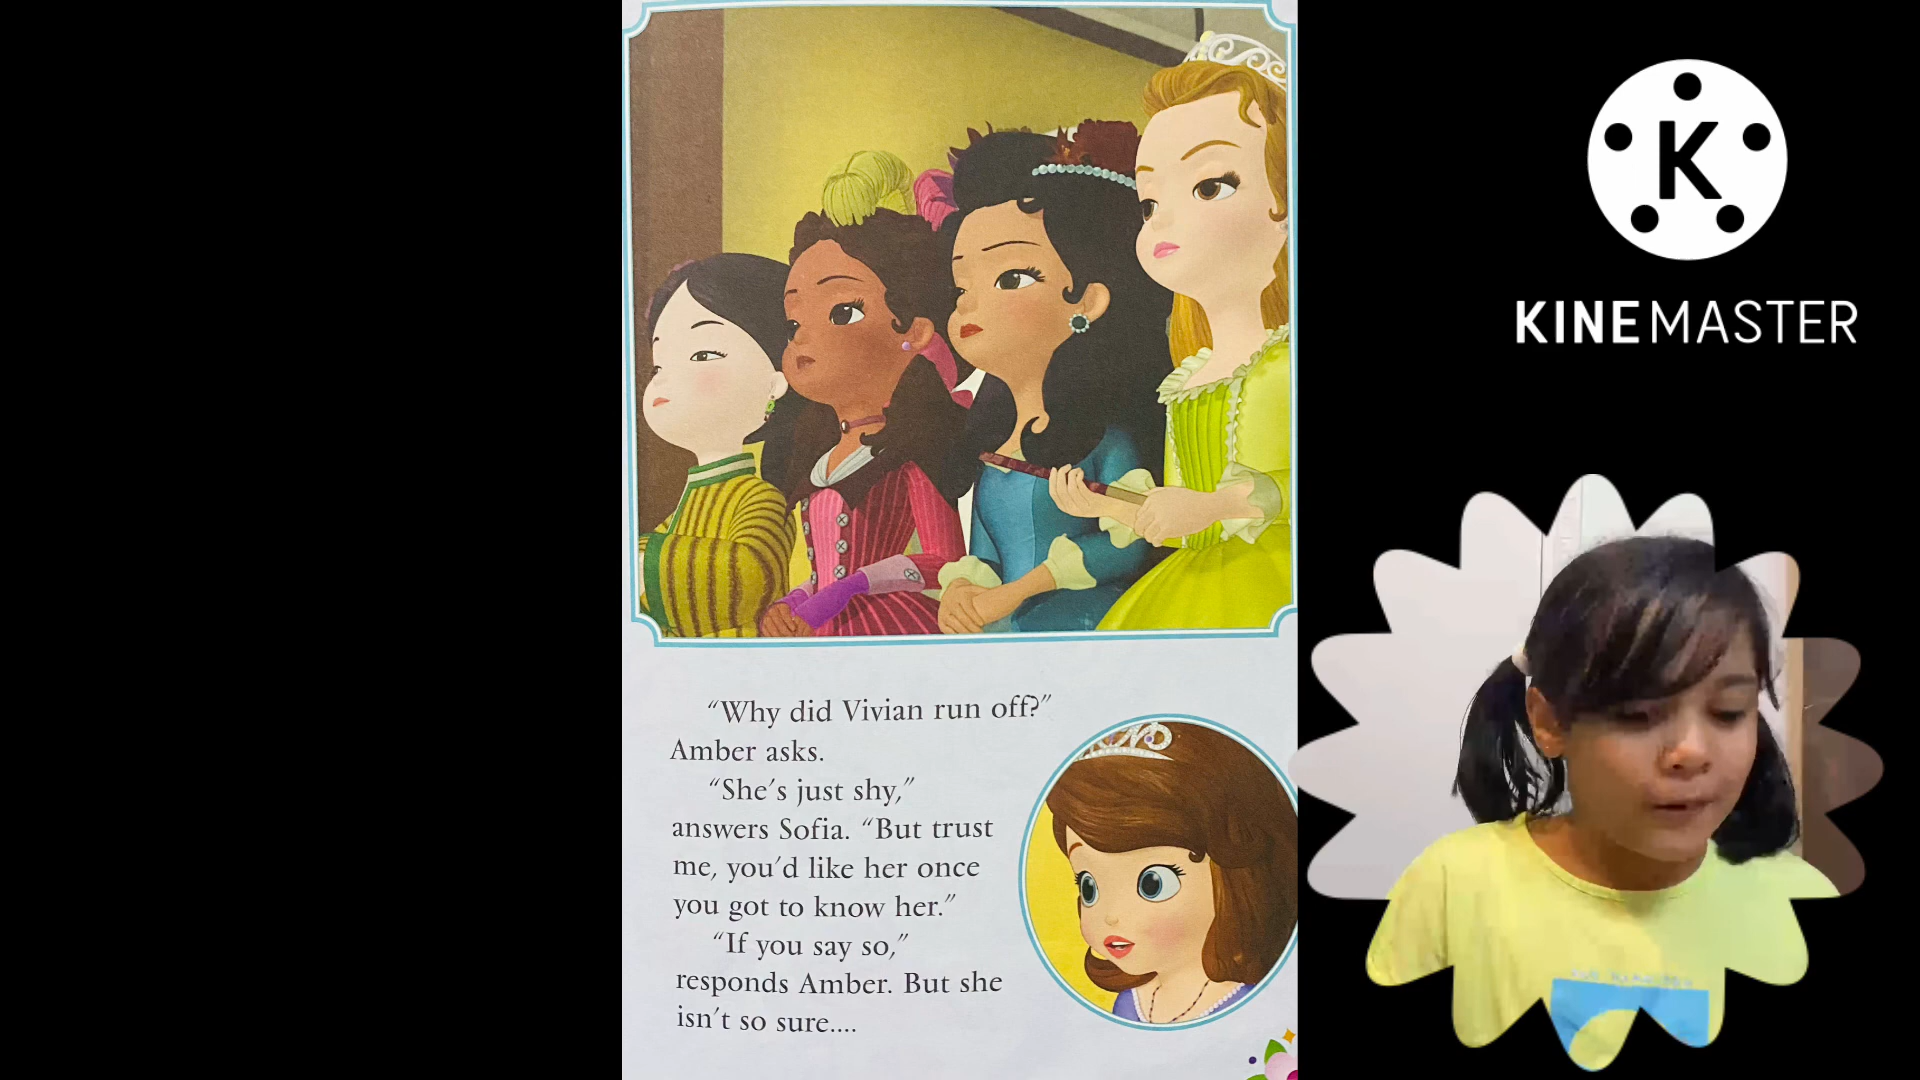 "Why did Vivian run off?"
Amber asks.
"She's just shy,"
answers Sofia. "But trust
me, you'd like her once
you got to know her."
"If you say so,"
responds Amber. But she
isn't so sure....
K
KINEMASTER